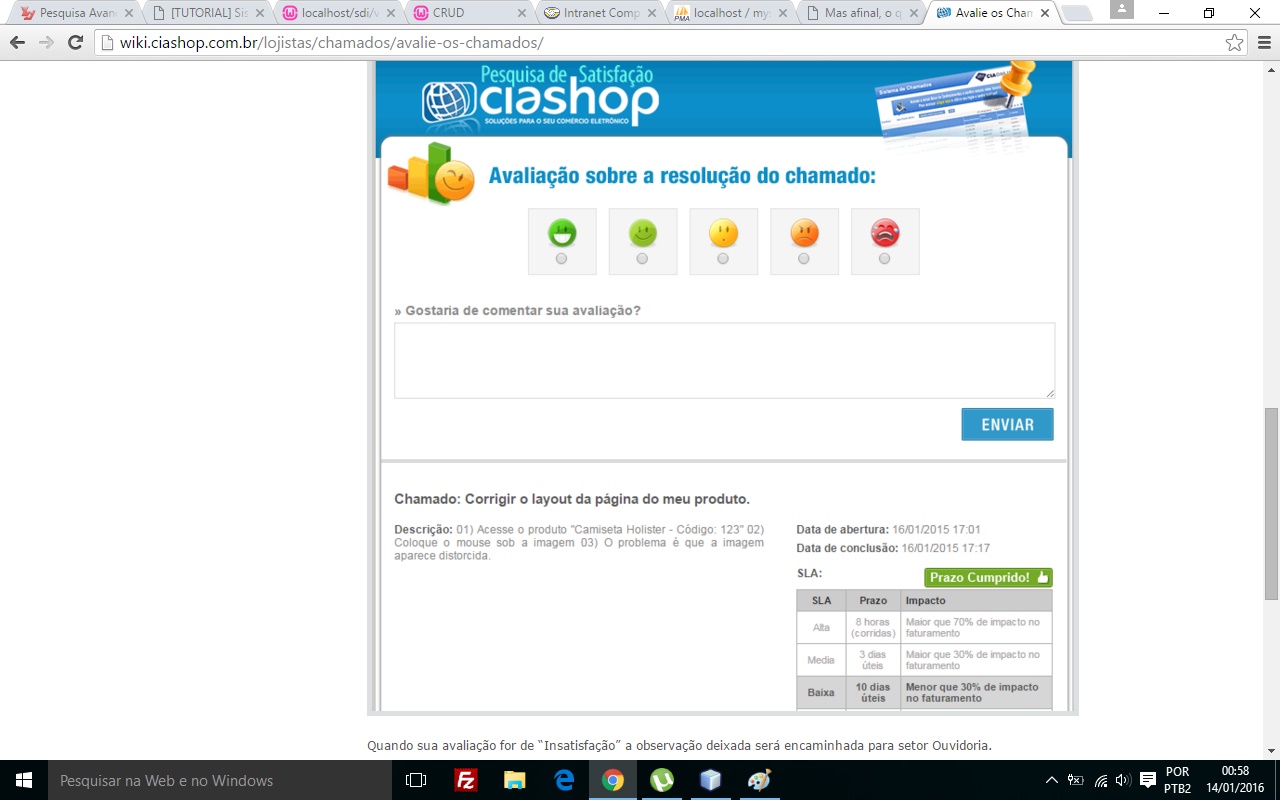 Pesquisa Avan
[TUTORIAL] Sis
localhost/sdi/v
CRUD
Intranet Comp
localhost / mys
Mas afinal, o q
Avalie os Cham
wiki.ciashop.com.br/lojistas/chamados/avalie-os-chamados/
Pesquisa de Satisfação
ciashop
SOLUÇÕES PARA O SEU COMÉRCIO ELETRÔNICO
Avaliação sobre a resolução do chamado:
» Gostaria de comentar sua avaliação?
ENVIAR
Chamado: Corrigir o layout da página do meu produto.
Descrição: 01) Acesse o produto "Camiseta Holister - Código: 123" 02)
Coloque o mouse sob a imagem 03) O problema é que a imagem
aparece distorcida.
Data de abertura: 16/01/2015 17:01
Data de conclusão: 16/01/2015 17:17
SLA:
Prazo Cumprido!
SLA Prazo Impacto
Alta 8 horas (corridas) Maior que 70% de impacto no faturamento
Media 3 dias úteis Maior que 30% de impacto no faturamento
Baixa 10 dias úteis Menor que 30% de impacto no faturamento
Quando sua avaliação for de “Insatisfação” a observação deixada será encaminhada para setor Ouvidoria.
Pesquisar na Web e no Windows
POR
PTB2
00:58
14/01/2016